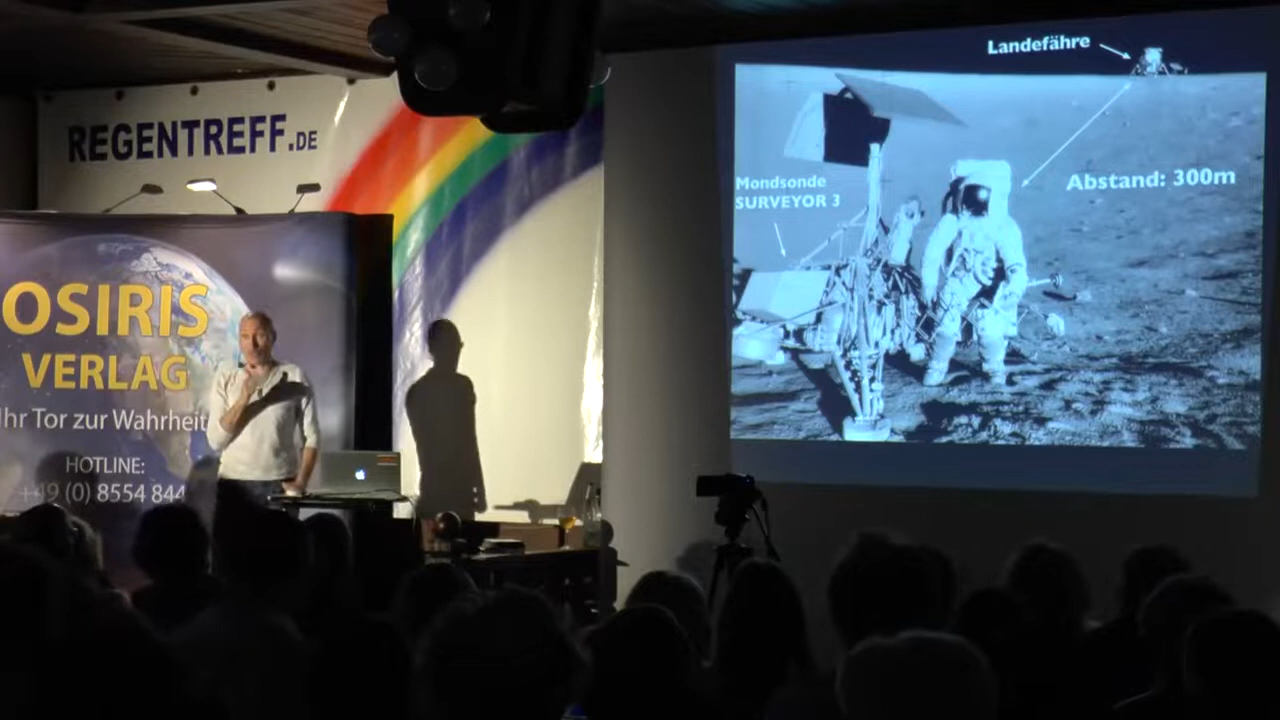 REGENTREFF.DE
OSIRIS
VERLAG
Ihr Tor zur Wahrheit
HOTLINE:
+49 (0) 8554 844
Landefähre
Mondsonde
SURVEYOR 3
Abstand: 300m